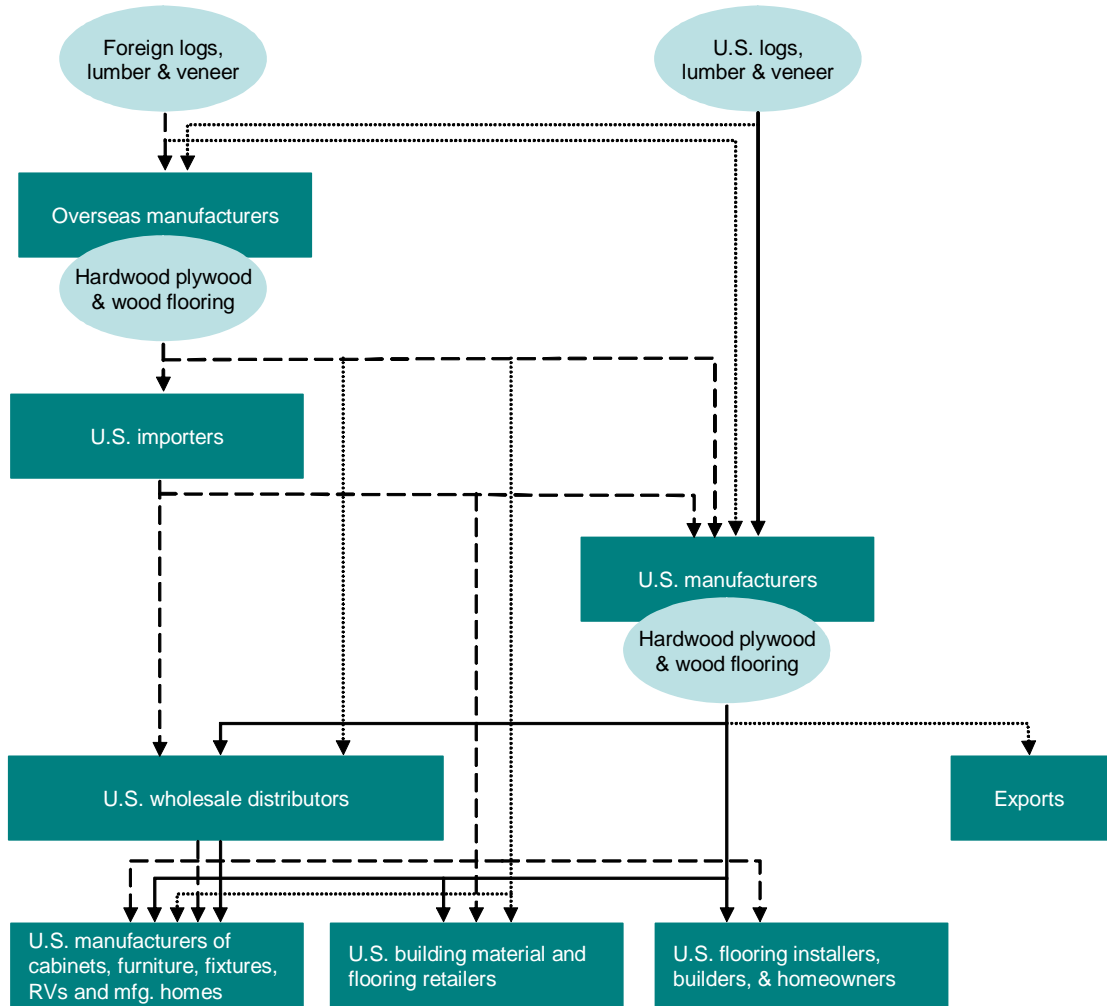 Foreign logs,
lumber & veneer
U.S. logs,
lumber & veneer
Overseas manufacturers
Hardwood plywood
& wood flooring
U.S. importers
U.S. manufacturers
Hardwood plywood
& wood flooring
U.S. wholesale distributors
Exports
U.S. manufacturers of
cabinets, furniture, fixtures,
RVs and mfg. homes
U.S. building material and
flooring retailers
U.S. flooring installers,
builders, & homeowners